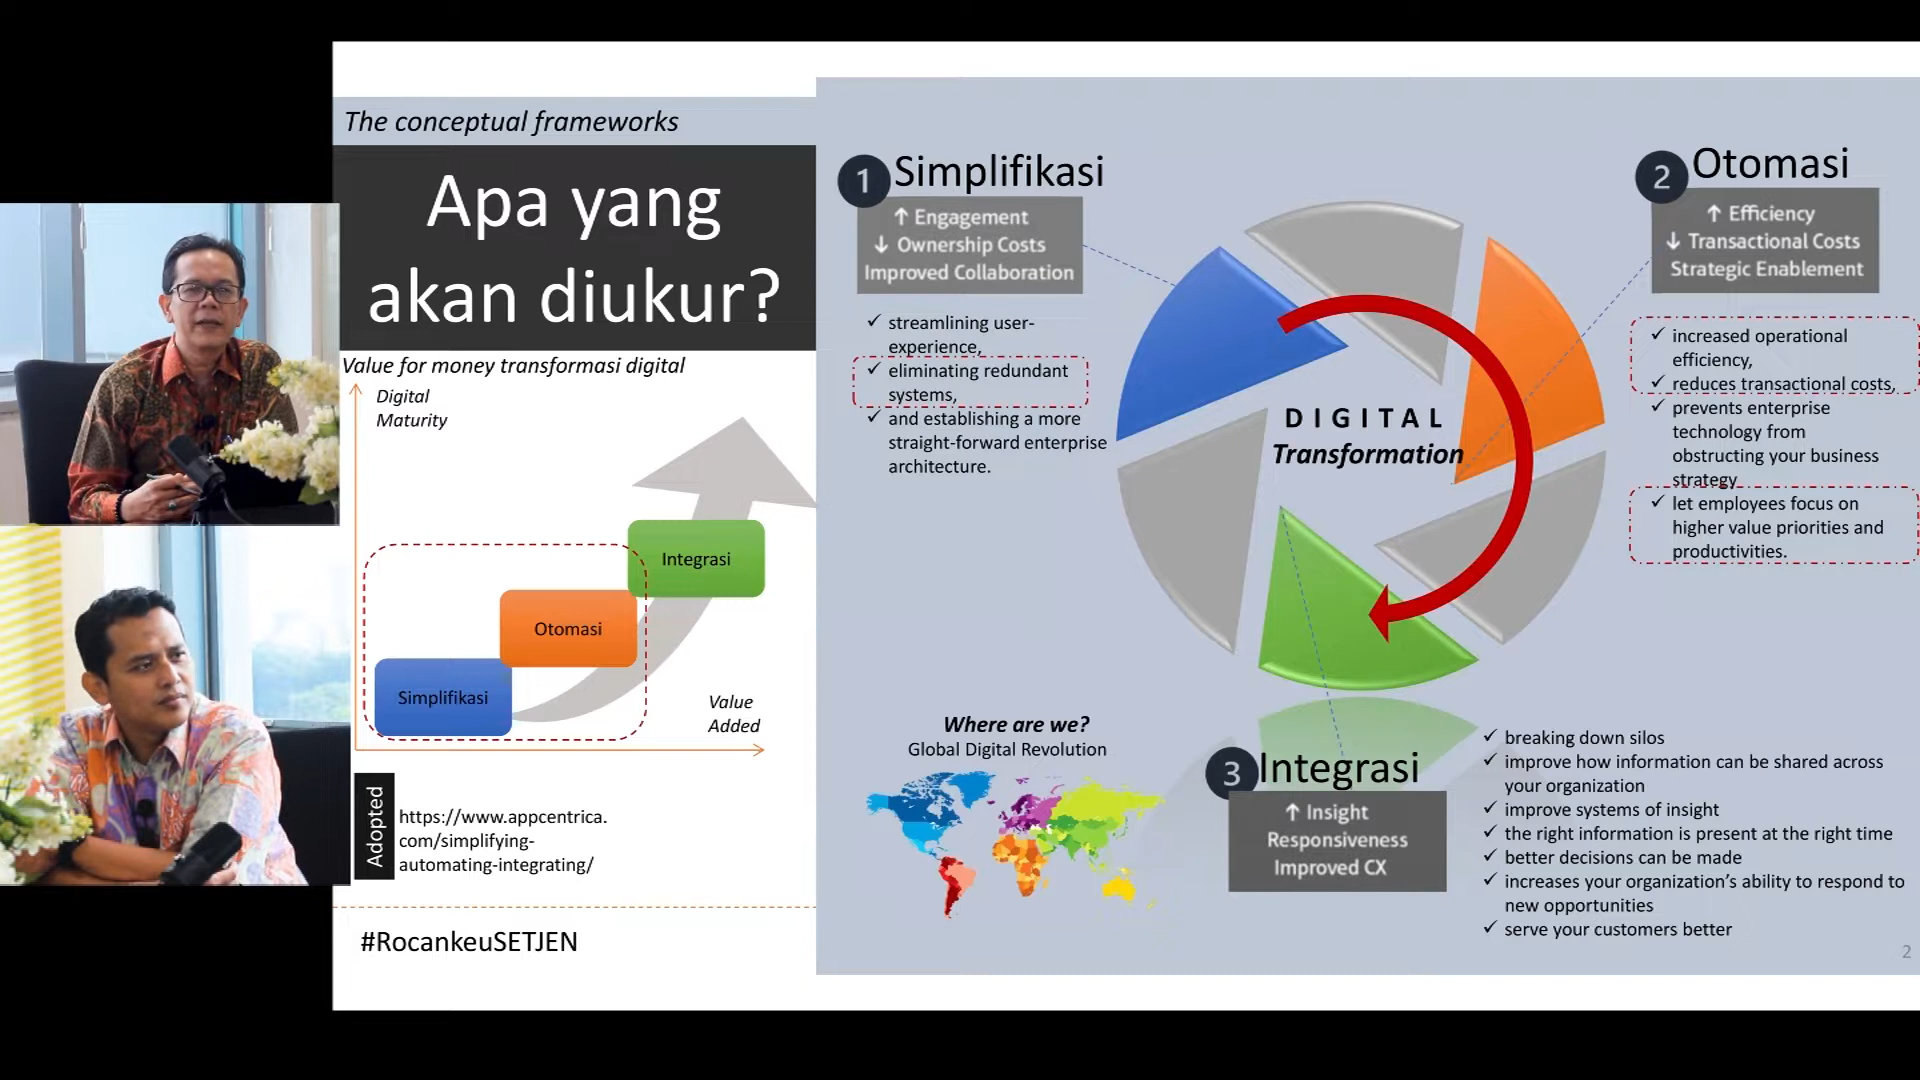 The conceptual frameworks
Apa yang
akan diukur?
Value for money transformasi digital
Digital
Maturity
Integrasi
Otomasi
Simplifikasi
Value
Added
Adopted
https://www.appcentrica.
com/simplifying-
automating-integrating/
#RocankeuSETJEN
1
Simplifikasi
↑ Engagement
↓ Ownership Costs
Improved Collaboration
✓ streamlining user-
experience,
✓ eliminating redundant
systems,
✓ and establishing a more
straight-forward enterprise
architecture.
DIGITAL
Transformation
2
Otomasi
↑ Efficiency
↓ Transactional Costs
Strategic Enablement
✓ increased operational
efficiency,
✓ reduces transactional costs,
✓ prevents enterprise
technology from
obstructing your business
strategy
✓ let employees focus on
higher value priorities and
productivities.
Where are we?
Global Digital Revolution
3
Integrasi
↑ Insight
Responsiveness
Improved CX
✓ breaking down silos
✓ improve how information can be shared across
your organization
✓ improve systems of insight
✓ the right information is present at the right time
✓ better decisions can be made
✓ increases your organization's ability to respond to
new opportunities
✓ serve your customers better
2